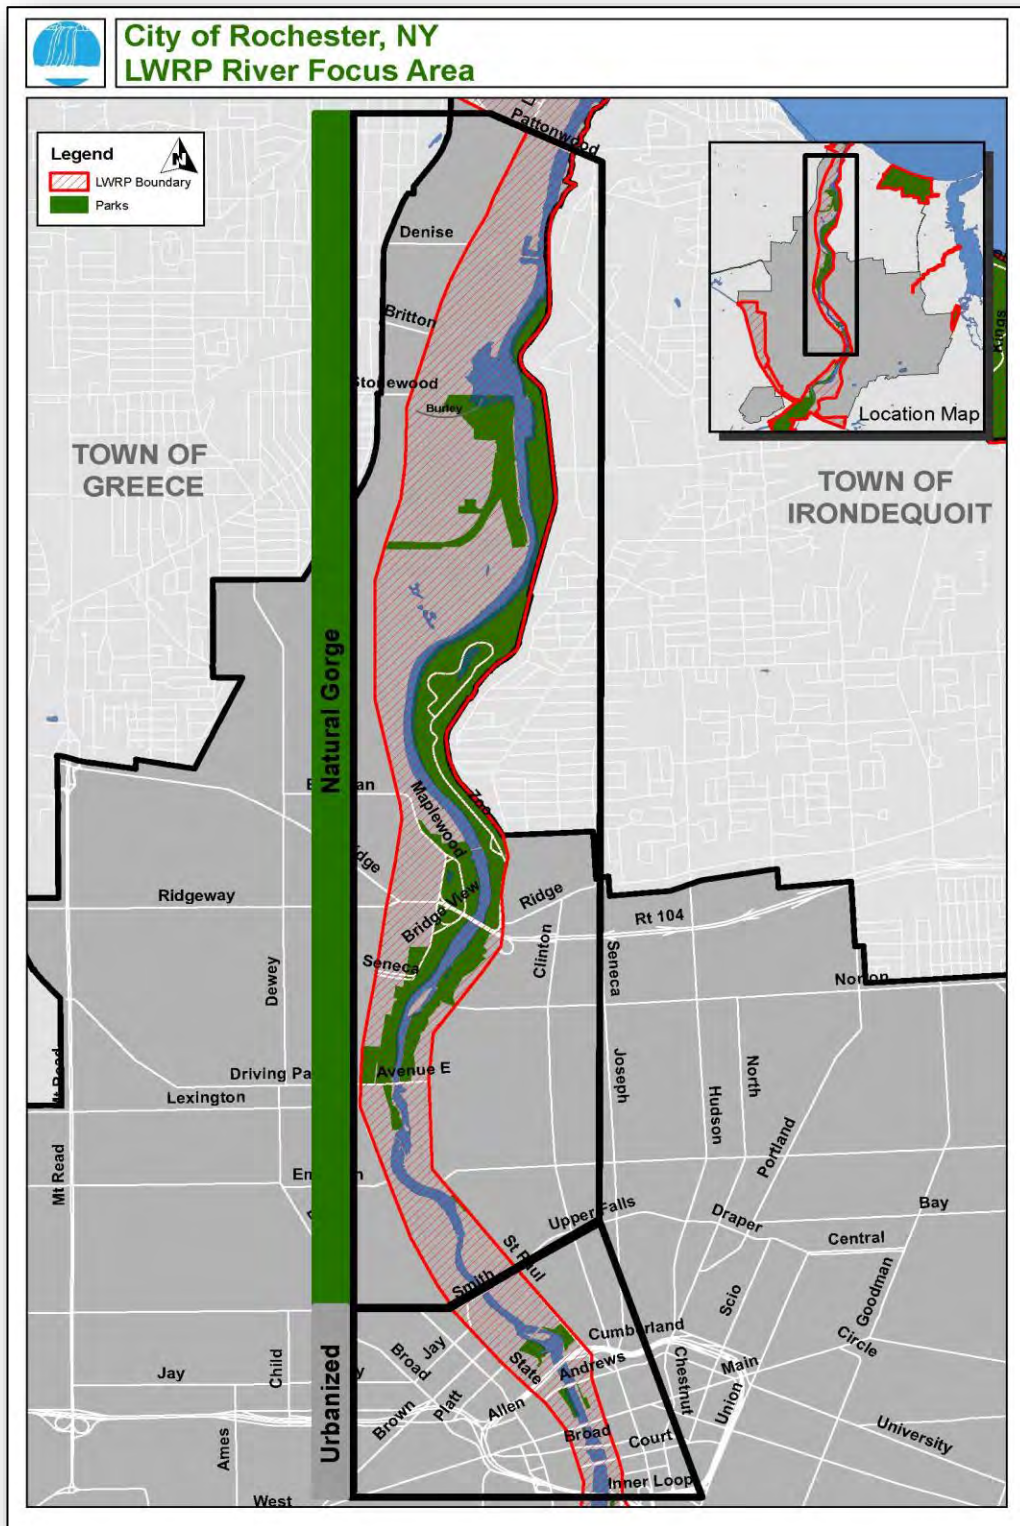 City of Rochester, NY
LWRP River Focus Area
Legend
N
LWRP Boundary
Parks
Pattonwood
Denise
Britton
Stonewood
Burley
Location Map
Kings
TOWN OF
GREECE
TOWN OF
IRONDEQUOIT
Natural Gorge
Maplewood
Zoo
Ridgeway
Bridge View
Ridge
Rt 104
Clinton
Seneca
Seneca
Dewey
Norton
Driving Pa
Avenue E
Lexington
Joseph
North
Hudson
Portland
Mt Read
Mt Read
Upper Falls
Draper
Bay
Central
St Paul
Smith
Scio
Goodman
Circle
Urbanized
Jay
Child
Jay
Broad
State
Cumberland
Andrews
Chestnut
Main
Union
University
Brown
Platt
Allen
Broad
Court
Ames
Inner Loop
West